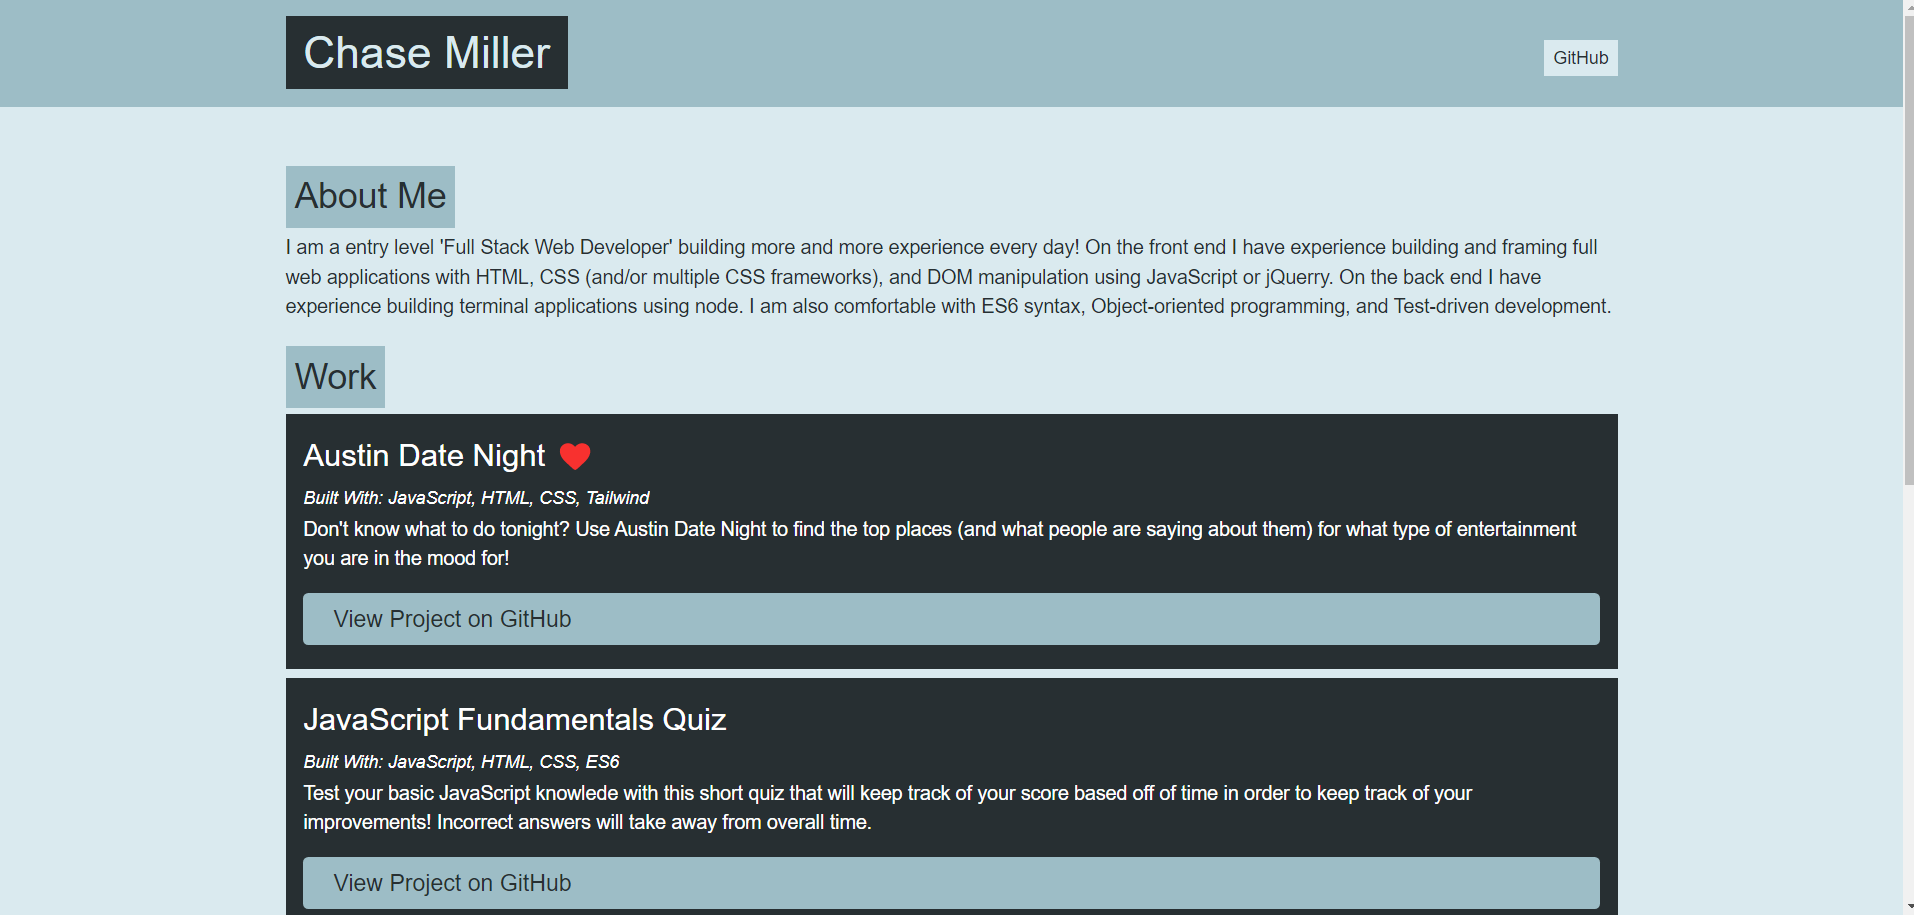 Chase Miller
GitHub
About Me
I am a entry level 'Full Stack Web Developer' building more and more experience every day! On the front end I have experience building and framing full
web applications with HTML, CSS (and/or multiple CSS frameworks), and DOM manipulation using JavaScript or jQuerry. On the back end I have
experience building terminal applications using node. I am also comfortable with ES6 syntax, Object-oriented programming, and Test-driven development.
Work
Austin Date Night
Built With: JavaScript, HTML, CSS, Tailwind
Don't know what to do tonight? Use Austin Date Night to find the top places (and what people are saying about them) for what type of entertainment
you are in the mood for!
View Project on GitHub
JavaScript Fundamentals Quiz
Built With: JavaScript, HTML, CSS, ES6
Test your basic JavaScript knowlede with this short quiz that will keep track of your score based off of time in order to keep track of your
improvements! Incorrect answers will take away from overall time.
View Project on GitHub